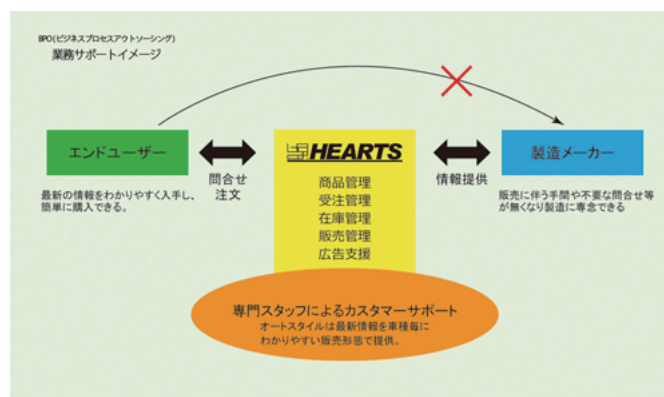 BPO(ビジネスプロセスアウトソーシング)
業務サポートイメージ
エンドユーザー
最新の情報をわかりやすく入手し、
簡単に購入できる。
問合せ
注文
HEARTS
商品管理
受注管理
在庫管理
販売管理
広告支援
情報提供
製造メーカー
販売に伴う手間や不要な問合せ等
が無くなり製造に専念できる
専門スタッフによるカスタマーサポート
オートスタイルは最新情報を車種毎に
わかりやすい販売形態で提供。